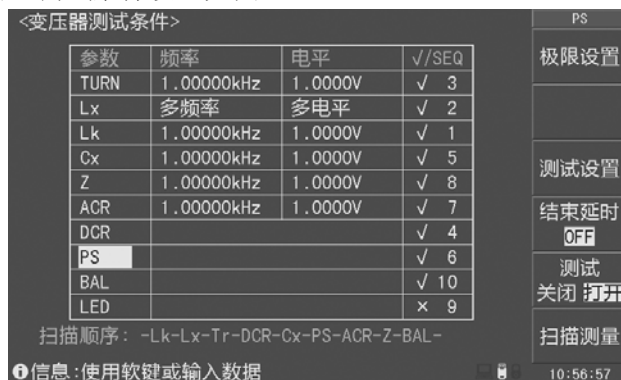 <变压器测试条件>
PS
参数 频率 电平 √/SEQ
极限设置
TURN 1.00000kHz 1.0000V √ 3
Lx 多频率 多电平 √ 2
Lk 1.00000kHz 1.0000V √ 1
Cx 1.00000kHz 1.0000V √ 5
测试设置
Z 1.00000kHz 1.0000V √ 8
ACR 1.00000kHz 1.0000V √ 7
结束延时
OFF
DCR √ 4
PS √ 6
测试
关闭 打开
BAL √ 10
LED × 9
扫描顺序: -Lk-Lx-Tr-DCR-Cx-PS-ACR-Z-BAL-
扫描测量
信息:使用软键或输入数据
10:56:57